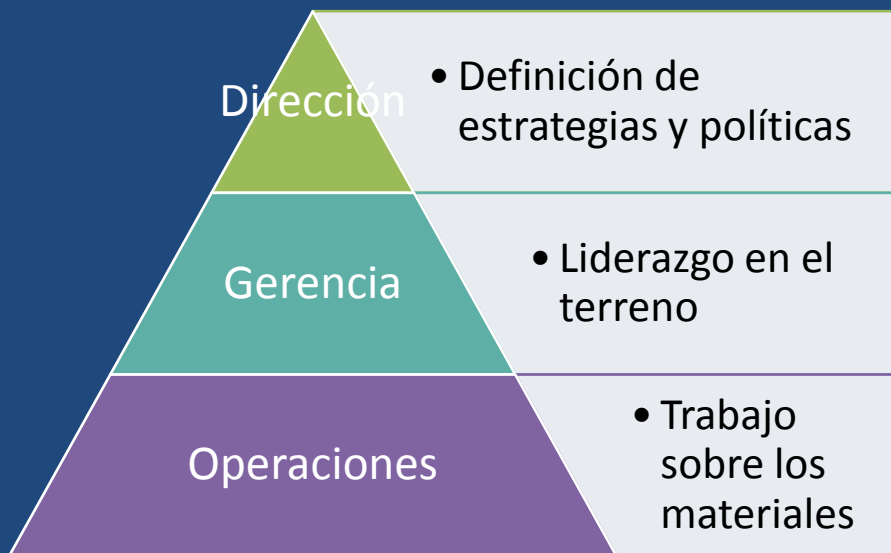 Dirección
• Definición de
estrategias y políticas
Gerencia
• Liderazgo en el
terreno
Operaciones
• Trabajo
sobre los
materiales